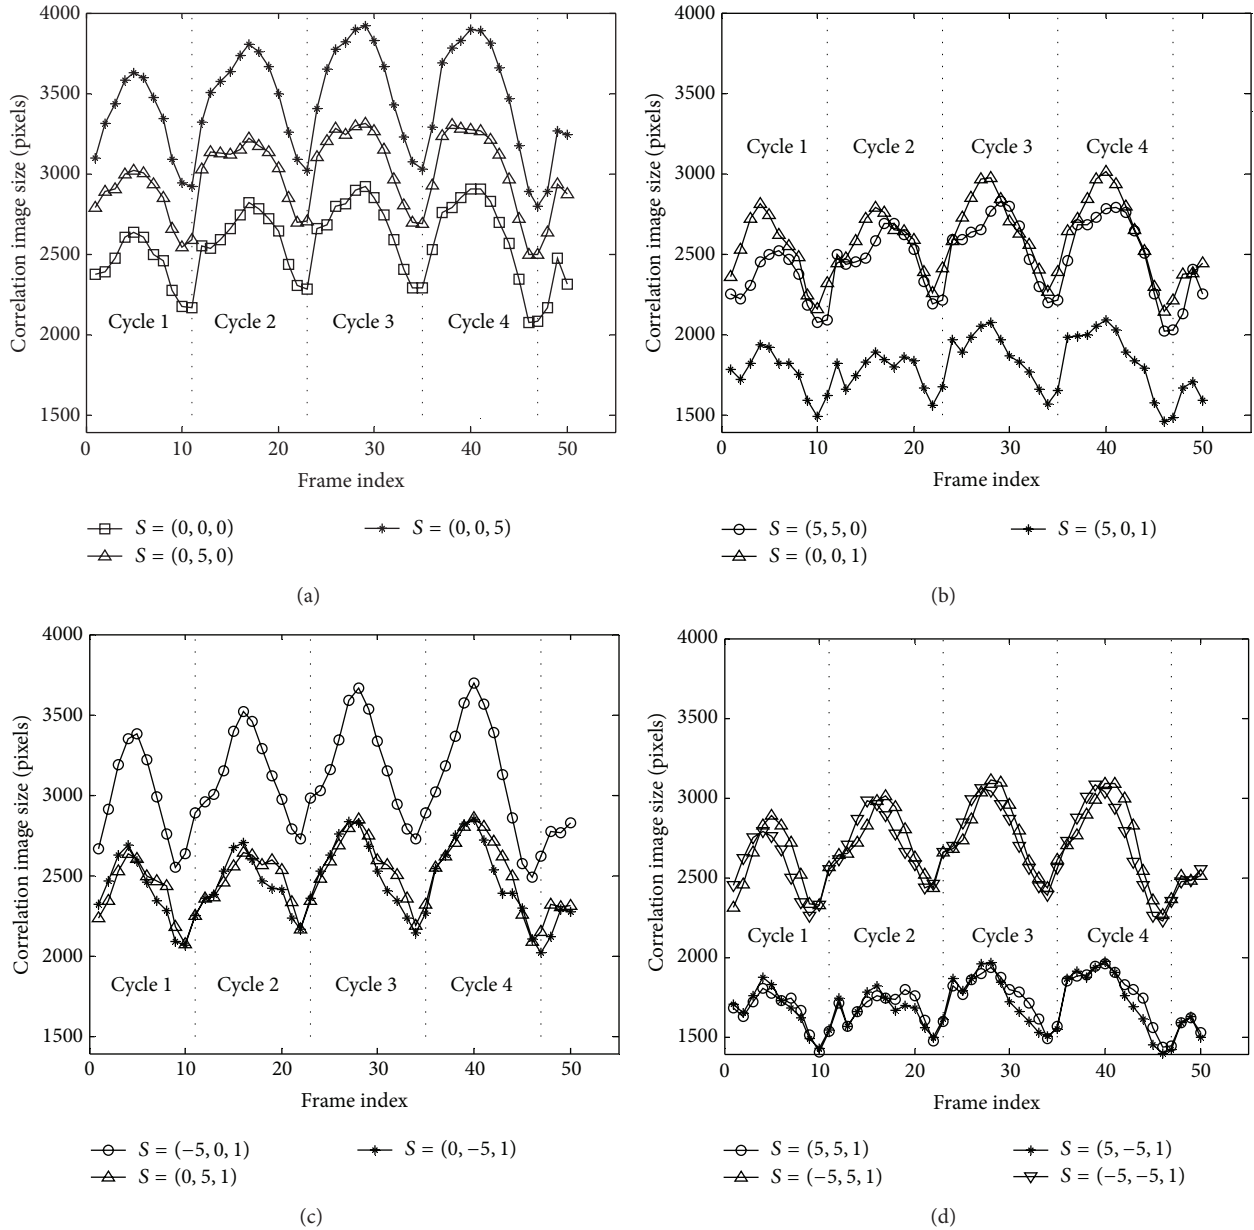 4000
3500
3000
2500
2000
1500
Correlation image size (pixels)
Cycle 1
Cycle 2
Cycle 3
Cycle 4
0
10
20
30
40
50
Frame index
S = (0, 0, 0)
S = (0, 5, 0)
S = (0, 0, 5)
(a)
4000
3500
3000
2500
2000
1500
Correlation image size (pixels)
Cycle 1
Cycle 2
Cycle 3
Cycle 4
0
10
20
30
40
50
Frame index
S = (5, 5, 0)
S = (0, 0, 1)
S = (5, 0, 1)
(b)
4000
3500
3000
2500
2000
1500
Correlation image size (pixels)
Cycle 1
Cycle 2
Cycle 3
Cycle 4
0
10
20
30
40
50
Frame index
S = (−5, 0, 1)
S = (0, 5, 1)
S = (0, −5, 1)
(c)
4000
3500
3000
2500
2000
1500
Correlation image size (pixels)
Cycle 1
Cycle 2
Cycle 3
Cycle 4
0
10
20
30
40
50
Frame index
S = (5, 5, 1)
S = (−5, 5, 1)
S = (5, −5, 1)
S = (−5, −5, 1)
(d)